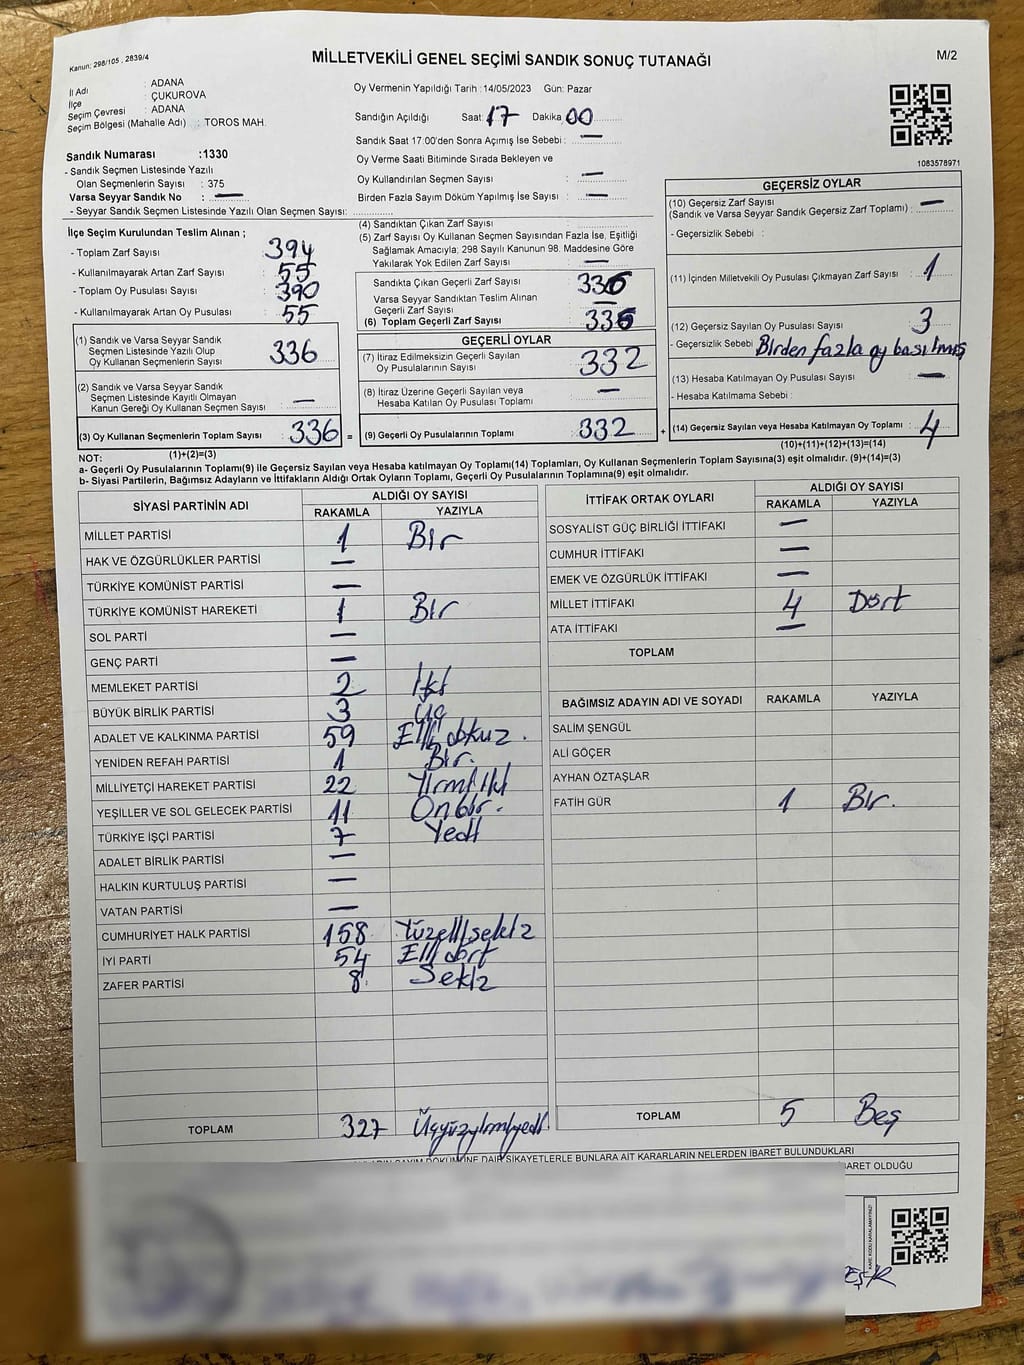 Kanun: 298/105 , 2839/4
MİLLETVEKİLİ GENEL SEÇİMİ SANDIK SONUÇ TUTANAĞI
M/2
İl Adı : ADANA
İlçe : ÇUKUROVA
Seçim Çevresi : ADANA
Seçim Bölgesi (Mahalle Adı) : TOROS MAH.
Sandık Numarası :1330
- Sandık Seçmen Listesinde Yazılı
Olan Seçmenlerin Sayısı : 375
Varsa Seyyar Sandık No : —
- Seyyar Sandık Seçmen Listesinde Yazılı Olan Seçmen Sayısı:
Oy Vermenin Yapıldığı Tarih :14/05/2023 Gün: Pazar
Sandığın Açıldığı Saat: 17 Dakika 00
Sandık Saat 17:00'den Sonra Açımış İse Sebebi : —
Oy Verme Saati Bitiminde Sırada Bekleyen ve
Oy Kullandırılan Seçmen Sayısı : —
Birden Fazla Sayım Döküm Yapılmış İse Sayısı : —
1083578971
İlçe Seçim Kurulundan Teslim Alınan ;
- Toplam Zarf Sayısı : 394
- Kullanılmayarak Artan Zarf Sayısı : 55
- Toplam Oy Pusulası Sayısı : 390
- Kullanılmayarak Artan Oy Pusulası : 55
(4) Sandıktan Çıkan Zarf Sayısı :
(5) Zarf Sayısı Oy Kullanan Seçmen Sayısından Fazla İse, Eşitliği
Sağlamak Amacıyla; 298 Sayılı Kanunun 98. Maddesine Göre
Yakılarak Yok Edilen Zarf Sayısı : —
Sandıkta Çıkan Geçerli Zarf Sayısı : 336
Varsa Seyyar Sandıktan Teslim Alınan
Geçerli Zarf Sayısı : —
(6) Toplam Geçerli Zarf Sayısı : 336
GEÇERSİZ OYLAR
(10) Geçersiz Zarf Sayısı
(Sandık ve Varsa Seyyar Sandık Geçersiz Zarf Toplamı) : —
- Geçersizlik Sebebi :
(11) İçinden Milletvekili Oy Pusulası Çıkmayan Zarf Sayısı : 1
(12) Geçersiz Sayılan Oy Pusulası Sayısı : 3
- Geçersizlik Sebebi Birden fazla oy basılmış
(13) Hesaba Katılmayan Oy Pusulası Sayısı : —
- Hesaba Katılmama Sebebi :
(14) Geçersiz Sayılan veya Hesaba Katılmayan Oy Toplamı : 4
(10)+(11)+(12)+(13)=(14)
(1) Sandık ve Varsa Seyyar Sandık
Seçmen Listesinde Yazılı Olup
Oy Kullanan Seçmenlerin Sayısı : 336
(2) Sandık ve Varsa Seyyar Sandık
Seçmen Listesinde Kayıtlı Olmayan
Kanun Gereği Oy Kullanan Seçmen Sayısı : —
(3) Oy Kullanan Seçmenlerin Toplam Sayısı : 336 =
GEÇERLİ OYLAR
(7) İtiraz Edilmeksizin Geçerli Sayılan
Oy Pusulalarının Sayısı : 332
(8) İtiraz Üzerine Geçerli Sayılan veya
Hesaba Katılan Oy Pusulası Toplamı : —
(9) Geçerli Oy Pusulalarının Toplamı : 332 +
NOT: (1)+(2)=(3)
a- Geçerli Oy Pusulalarının Toplamı(9) ile Geçersiz Sayılan veya Hesaba katılmayan Oy Toplamı(14) Toplamları, Oy Kullanan Seçmenlerin Toplam Sayısına(3) eşit olmalıdır. (9)+(14)=(3)
b- Siyasi Partilerin, Bağımsız Adayların ve İttifakların Aldığı Ortak Oyların Toplamı, Geçerli Oy Pusulalarının Toplamına(9) eşit olmalıdır.
SİYASİ PARTİNİN ADI ALDIĞI OY SAYISI
RAKAMLA YAZIYLA
MİLLET PARTİSİ 1 Bir
HAK VE ÖZGÜRLÜKLER PARTİSİ —
TÜRKİYE KOMÜNİST PARTİSİ —
TÜRKİYE KOMÜNİST HAREKETİ 1 Bir
SOL PARTİ —
GENÇ PARTİ —
MEMLEKET PARTİSİ 2 İki
BÜYÜK BİRLİK PARTİSİ 3 Üç
ADALET VE KALKINMA PARTİSİ 59 Elli dokuz.
YENİDEN REFAH PARTİSİ 1 Bir.
MİLLİYETÇİ HAREKET PARTİSİ 22 Yirmi iki
YEŞİLLER VE SOL GELECEK PARTİSİ 11 Onbir.
TÜRKİYE İŞÇİ PARTİSİ 7 Yedi
ADALET BİRLİK PARTİSİ —
HALKIN KURTULUŞ PARTİSİ —
VATAN PARTİSİ —
CUMHURİYET HALK PARTİSİ 158 Yüzellisekiz
İYİ PARTİ 54 Elli dört
ZAFER PARTİSİ 8 Sekiz
TOPLAM 327 Üçyüzyirmiyedi
İTTİFAK ORTAK OYLARI ALDIĞI OY SAYISI
RAKAMLA YAZIYLA
SOSYALİST GÜÇ BİRLİĞİ İTTİFAKI —
CUMHUR İTTİFAKI —
EMEK VE ÖZGÜRLÜK İTTİFAKI —
MİLLET İTTİFAKI 4 Dört
ATA İTTİFAKI —
TOPLAM
BAĞIMSIZ ADAYIN ADI VE SOYADI RAKAMLA YAZIYLA
SALİM ŞENGÜL
ALİ GÖÇER
AYHAN ÖZTAŞLAR
FATİH GÜR 1 Bir.
TOPLAM 5 Beş
DÖKÜMÜNE DAİR ŞİKAYETLERLE BUNLARA AİT KARARLARIN NELERDEN İBARET BULUNDUKLARI
İBARET OLDUĞU